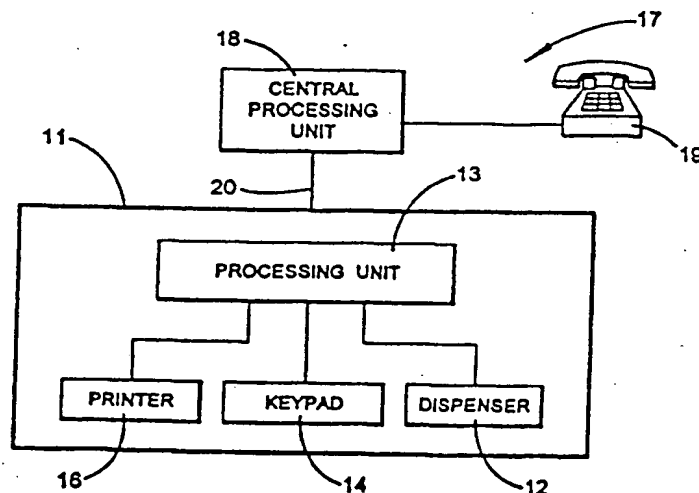 17
18
CENTRAL
PROCESSING
UNIT
19
11
20
13
PROCESSING UNIT
PRINTER
KEYPAD
DISPENSER
16
14
12